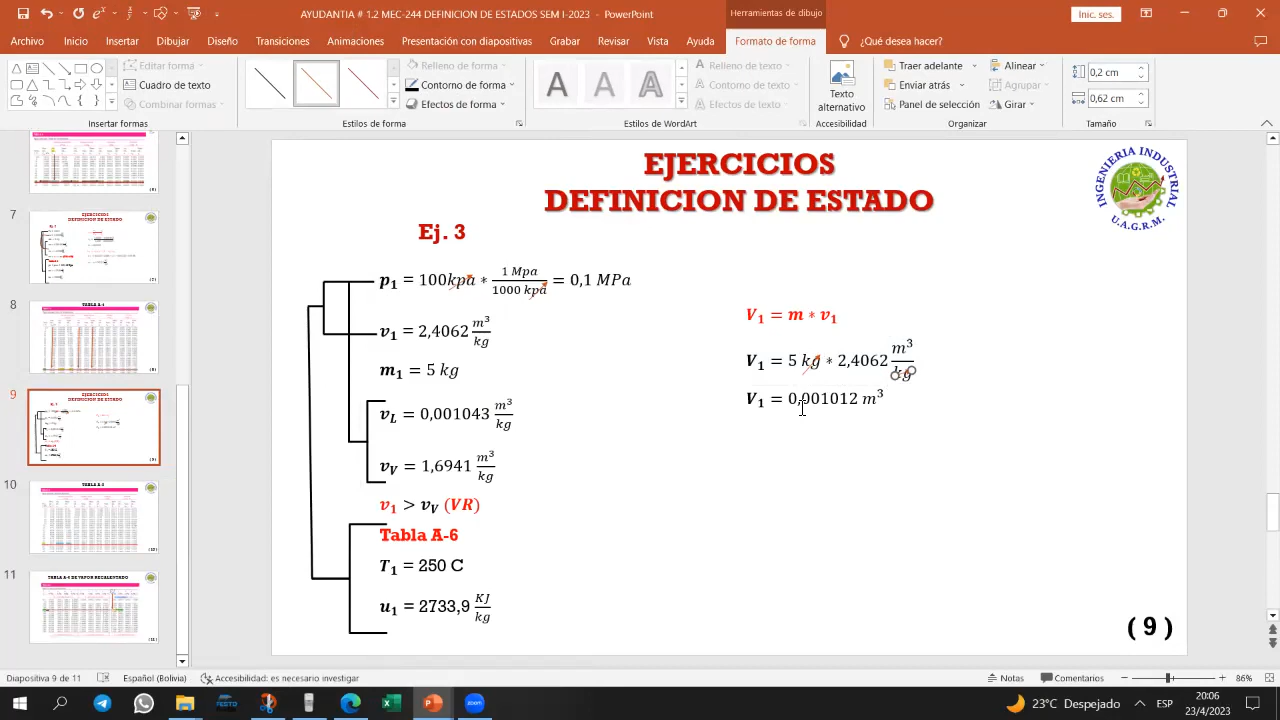 AYUDANTIA # 1.2 MEC-234 DEFINICION DE ESTADO SEM I-2023 - PowerPoint
Herramientas de dibujo
Inic. ses.
Archivo Inicio Insertar Dibujar Diseño Transiciones Animaciones Presentación con diapositivas Grabar Revisar Vista Ayuda Formato de forma ¿Qué desea hacer?
Editar forma
Cuadro de texto
Combinar formas
Insertar formas
Relleno de forma
Contorno de forma
Efectos de forma
Estilos de forma
A A A
Relleno de texto
Contorno de texto
Efectos de texto
Estilos de WordArt
Texto
alternativo
Accesibilidad
Traer adelante
Enviar atrás
Panel de selección
Alinear
Agrupar
Girar
Organizar
0,2 cm
0,62 cm
Tamaño
8
9
10
11
EJERCICIOS
DEFINICION DE ESTADO
INGENIERIA INDUSTRIAL
U.A.G.R.M.
Ej. 3
p₁ = 100kpa * 1 Mpa / 1000 kpa = 0,1 MPa
v₁ = 2,4062 m³/kg
m₁ = 5 kg
v_L = 0,001043 m³/kg
v_V = 1,6941 m³/kg
v₁ > v_V (VR)
Tabla A-6
T₁ = 250 C
u₁ = 2733,9 KJ/kg
V₁ = m * v₁
V₁ = 5 kg * 2,4062 m³/kg
V₁ = 0,001012 m³
( 9 )
Diapositiva 9 de 11 Español (Bolivia) Accesibilidad: es necesario investigar
Notas Comentarios 86%
FESTO
zoom
23°C Despejado
ESP
20:06
23/4/2023